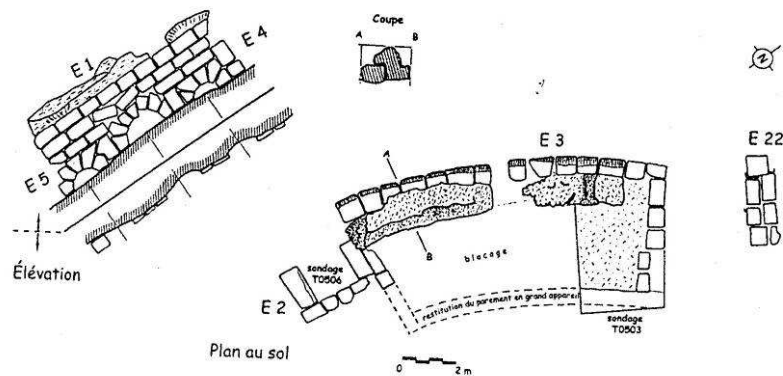 Coupe
A B
E 1
E 4
E 5
Élévation
N
A
E 3
E 22
B
blocage
sondage
T0506
E 2
restitution du parement en grand appareil
sondage
T0503
Plan au sol
0 2 m